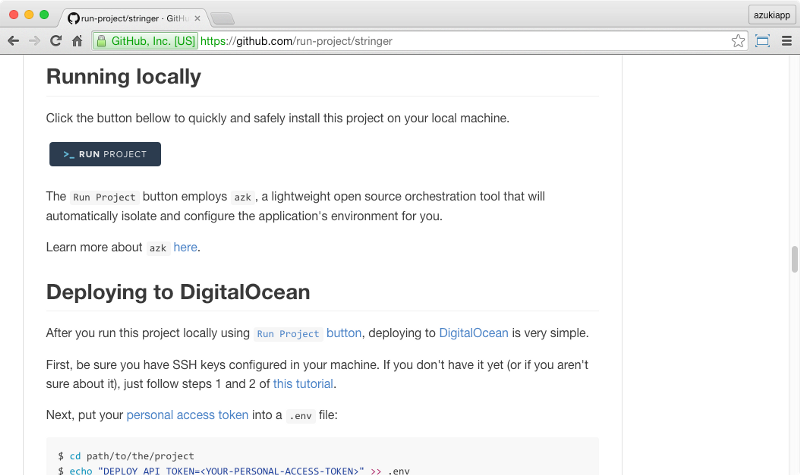 run-project/stringer · GitHu
azukiapp
GitHub, Inc. [US] https://github.com/run-project/stringer
Running locally
Click the button bellow to quickly and safely install this project on your local machine.
>_ RUN PROJECT
The Run Project button employs azk, a lightweight open source orchestration tool that will
automatically isolate and configure the application's environment for you.
Learn more about azk here.
Deploying to DigitalOcean
After you run this project locally using Run Project button, deploying to DigitalOcean is very simple.
First, be sure you have SSH keys configured in your machine. If you don't have it yet (or if you aren't
sure about it), just follow steps 1 and 2 of this tutorial.
Next, put your personal access token into a .env file:
$ cd path/to/the/project
$ echo "DEPLOY_API_TOKEN=<YOUR-PERSONAL-ACCESS-TOKEN>" >> .env